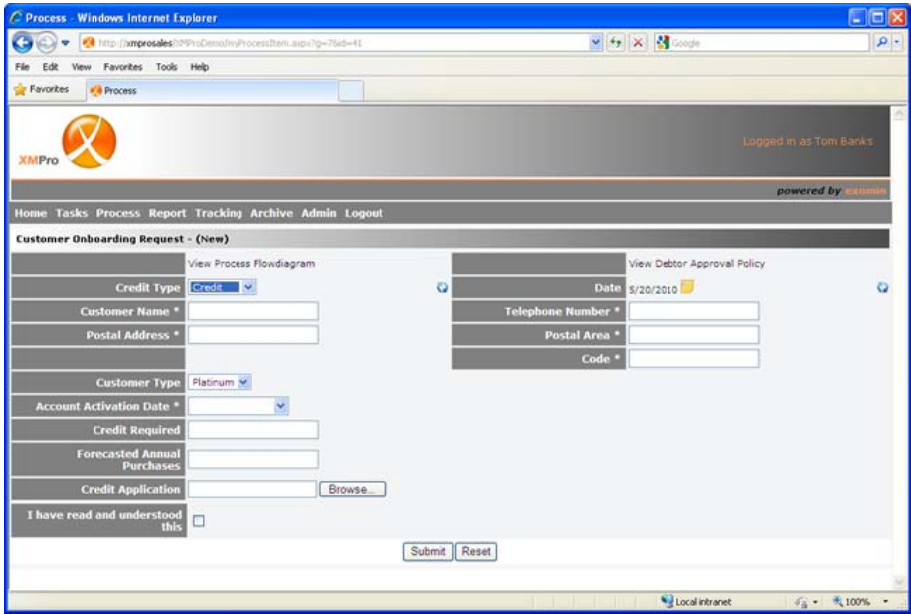 Process - Windows Internet Explorer
http://xmprosales/XMProDemo/myProcessItem.aspx?g=76&id=41
Google
File Edit View Favorites Tools Help
Favorites Process
XMPro
Logged in as Tom Banks
powered by exomin
Home Tasks Process Report Tracking Archive Admin Logout
Customer Onboarding Request - (New)
View Process Flowdiagram View Debtor Approval Policy
Credit Type Credit Date 5/20/2010
Customer Name * Telephone Number *
Postal Address * Postal Area *
Code *
Customer Type Platinum
Account Activation Date *
Credit Required
Forecasted Annual
Purchases
Credit Application Browse...
I have read and understood
this
Submit Reset
Local intranet 100%